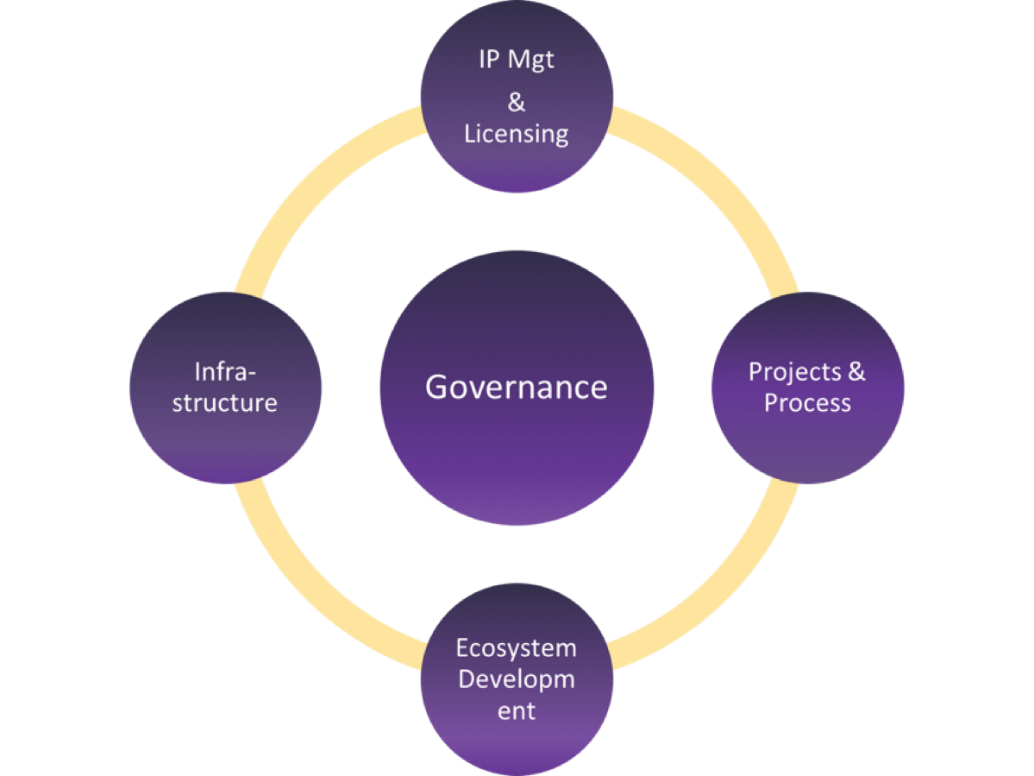 IP Mgt
&
Licensing
Infra-
structure
Governance
Projects &
Process
Ecosystem
Developm
ent